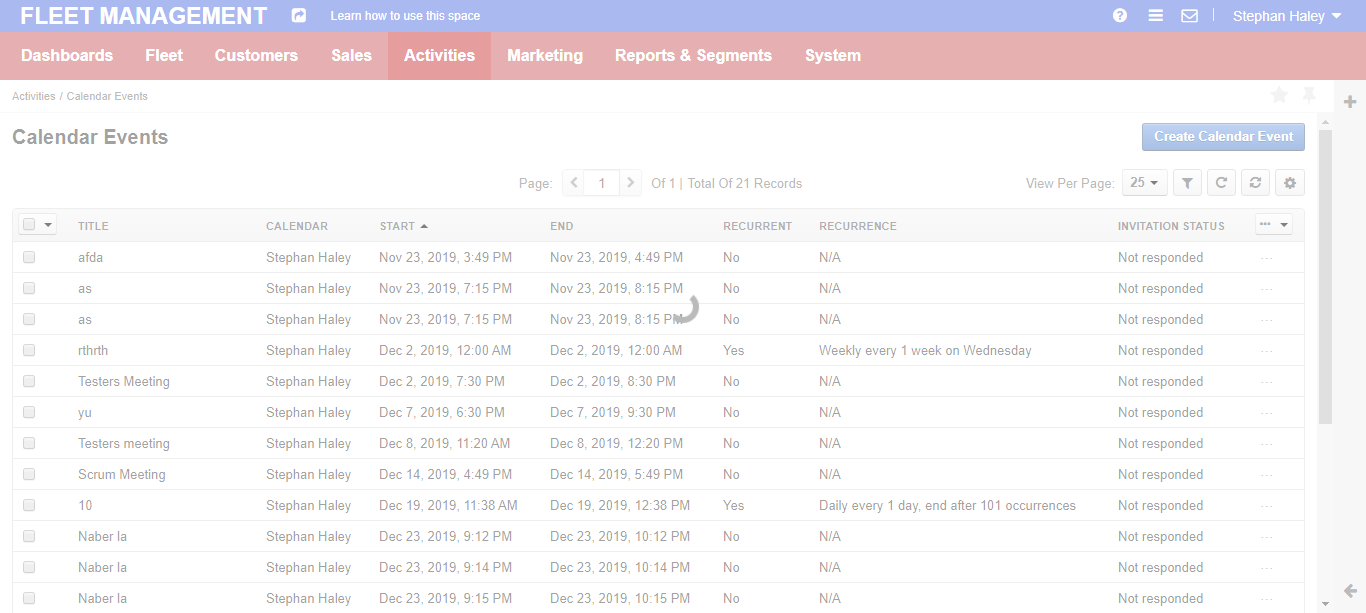 FLEET MANAGEMENT Learn how to use this space Stephan Haley
Dashboards Fleet Customers Sales Activities Marketing Reports & Segments System
Activities / Calendar Events
Calendar Events Create Calendar Event
Page: 1 Of 1 | Total Of 21 Records View Per Page: 25
TITLE CALENDAR START END RECURRENT RECURRENCE INVITATION STATUS
afda Stephan Haley Nov 23, 2019, 3:49 PM Nov 23, 2019, 4:49 PM No N/A Not responded
as Stephan Haley Nov 23, 2019, 7:15 PM Nov 23, 2019, 8:15 PM No N/A Not responded
as Stephan Haley Nov 23, 2019, 7:15 PM Nov 23, 2019, 8:15 PM No N/A Not responded
rthrth Stephan Haley Dec 2, 2019, 12:00 AM Dec 2, 2019, 12:00 AM Yes Weekly every 1 week on Wednesday Not responded
Testers Meeting Stephan Haley Dec 2, 2019, 7:30 PM Dec 2, 2019, 8:30 PM No N/A Not responded
yu Stephan Haley Dec 7, 2019, 6:30 PM Dec 7, 2019, 9:30 PM No N/A Not responded
Testers meeting Stephan Haley Dec 8, 2019, 11:20 AM Dec 8, 2019, 12:20 PM No N/A Not responded
Scrum Meeting Stephan Haley Dec 14, 2019, 4:49 PM Dec 14, 2019, 5:49 PM No N/A Not responded
10 Stephan Haley Dec 19, 2019, 11:38 AM Dec 19, 2019, 12:38 PM Yes Daily every 1 day, end after 101 occurrences Not responded
Naber la Stephan Haley Dec 23, 2019, 9:12 PM Dec 23, 2019, 10:12 PM No N/A Not responded
Naber la Stephan Haley Dec 23, 2019, 9:14 PM Dec 23, 2019, 10:14 PM No N/A Not responded
Naber la Stephan Haley Dec 23, 2019, 9:15 PM Dec 23, 2019, 10:15 PM No N/A Not responded